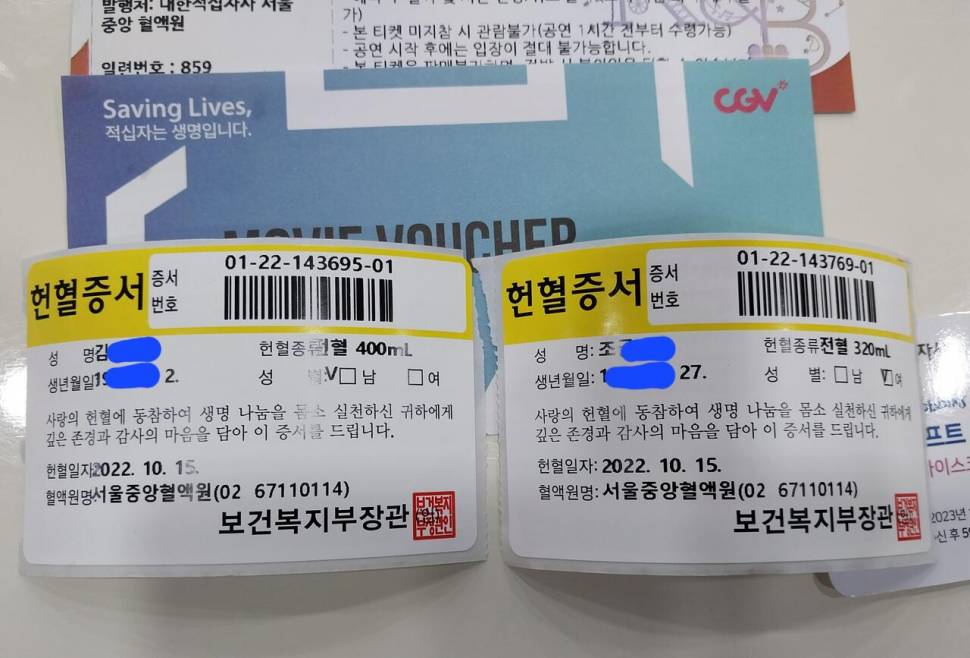 발행처: 대한적십자사 서울
중앙 혈액원
일련번호 : 859
가)
- 본 티켓 미지참 시 관람불가(공연 1시간 전부터 수령가능)
- 공연 시작 후에는 입장이 절대 불가능합니다.
Saving Lives,
적십자는 생명입니다.
CGV
MOVIE VOUCHER
헌혈증서
증서
번호
01-22-143695-01
성 명 김
헌혈종류 전혈 400mL
생년월일 19 2.
성 별: V □ 남 □ 여
사랑의 헌혈에 동참하여 생명 나눔을 몸소 실천하신 귀하에게
깊은 존경과 감사의 마음을 담아 이 증서를 드립니다.
헌혈일자 2022. 10. 15.
혈액원명: 서울중앙혈액원(02 67110114)
보건복지부장관
헌혈증서
증서
번호
01-22-143769-01
성 명: 조
헌혈종류 전혈 320mL
생년월일: 1 27.
성 별: □ 남 V 여
사랑의 헌혈에 동참하여 생명 나눔을 몸소 실천하신 귀하에게
깊은 존경과 감사의 마음을 담아 이 증서를 드립니다.
헌혈일자: 2022. 10. 15.
혈액원명: 서울중앙혈액원(02 67110114)
보건복지부장관
프트
아이스크
2023년